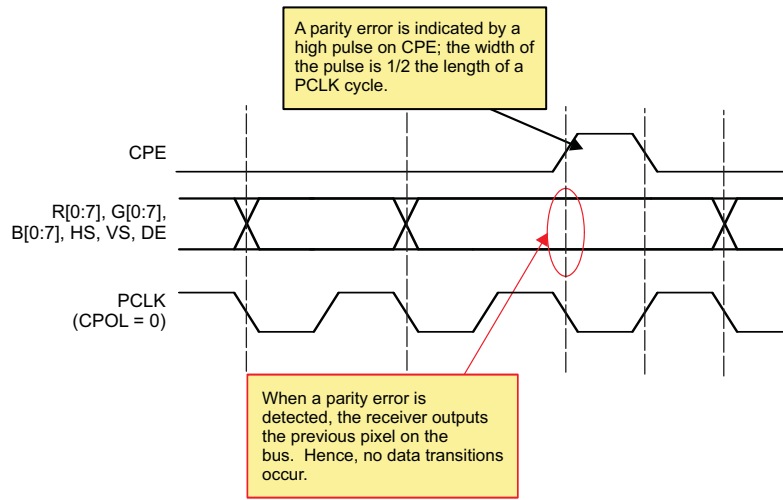 A parity error is indicated by a
high pulse on CPE; the width of
the pulse is 1/2 the length of a
PCLK cycle.
CPE
R[0:7], G[0:7],
B[0:7], HS, VS, DE
PCLK
(CPOL = 0)
When a parity error is
detected, the receiver outputs
the previous pixel on the
bus. Hence, no data transitions
occur.